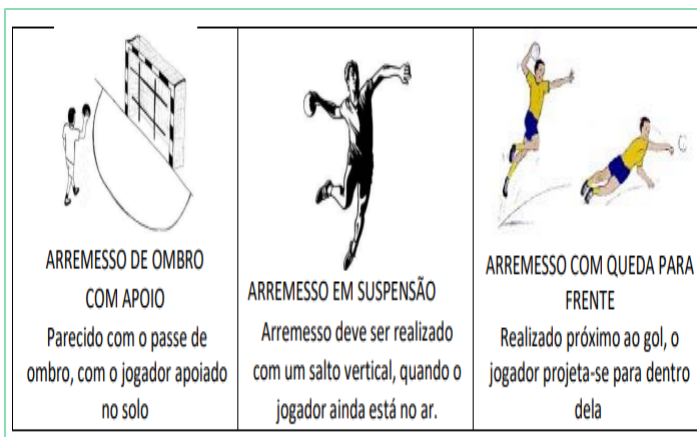 ARREMESSO DE OMBRO
COM APOIO
Parecido com o passe de
ombro, com o jogador apoiado
no solo
ARREMESSO EM SUSPENSÃO
Arremesso deve ser realizado
com um salto vertical, quando o
jogador ainda está no ar.
ARREMESSO COM QUEDA PARA
FRENTE
Realizado próximo ao gol, o
jogador projeta-se para dentro
dela